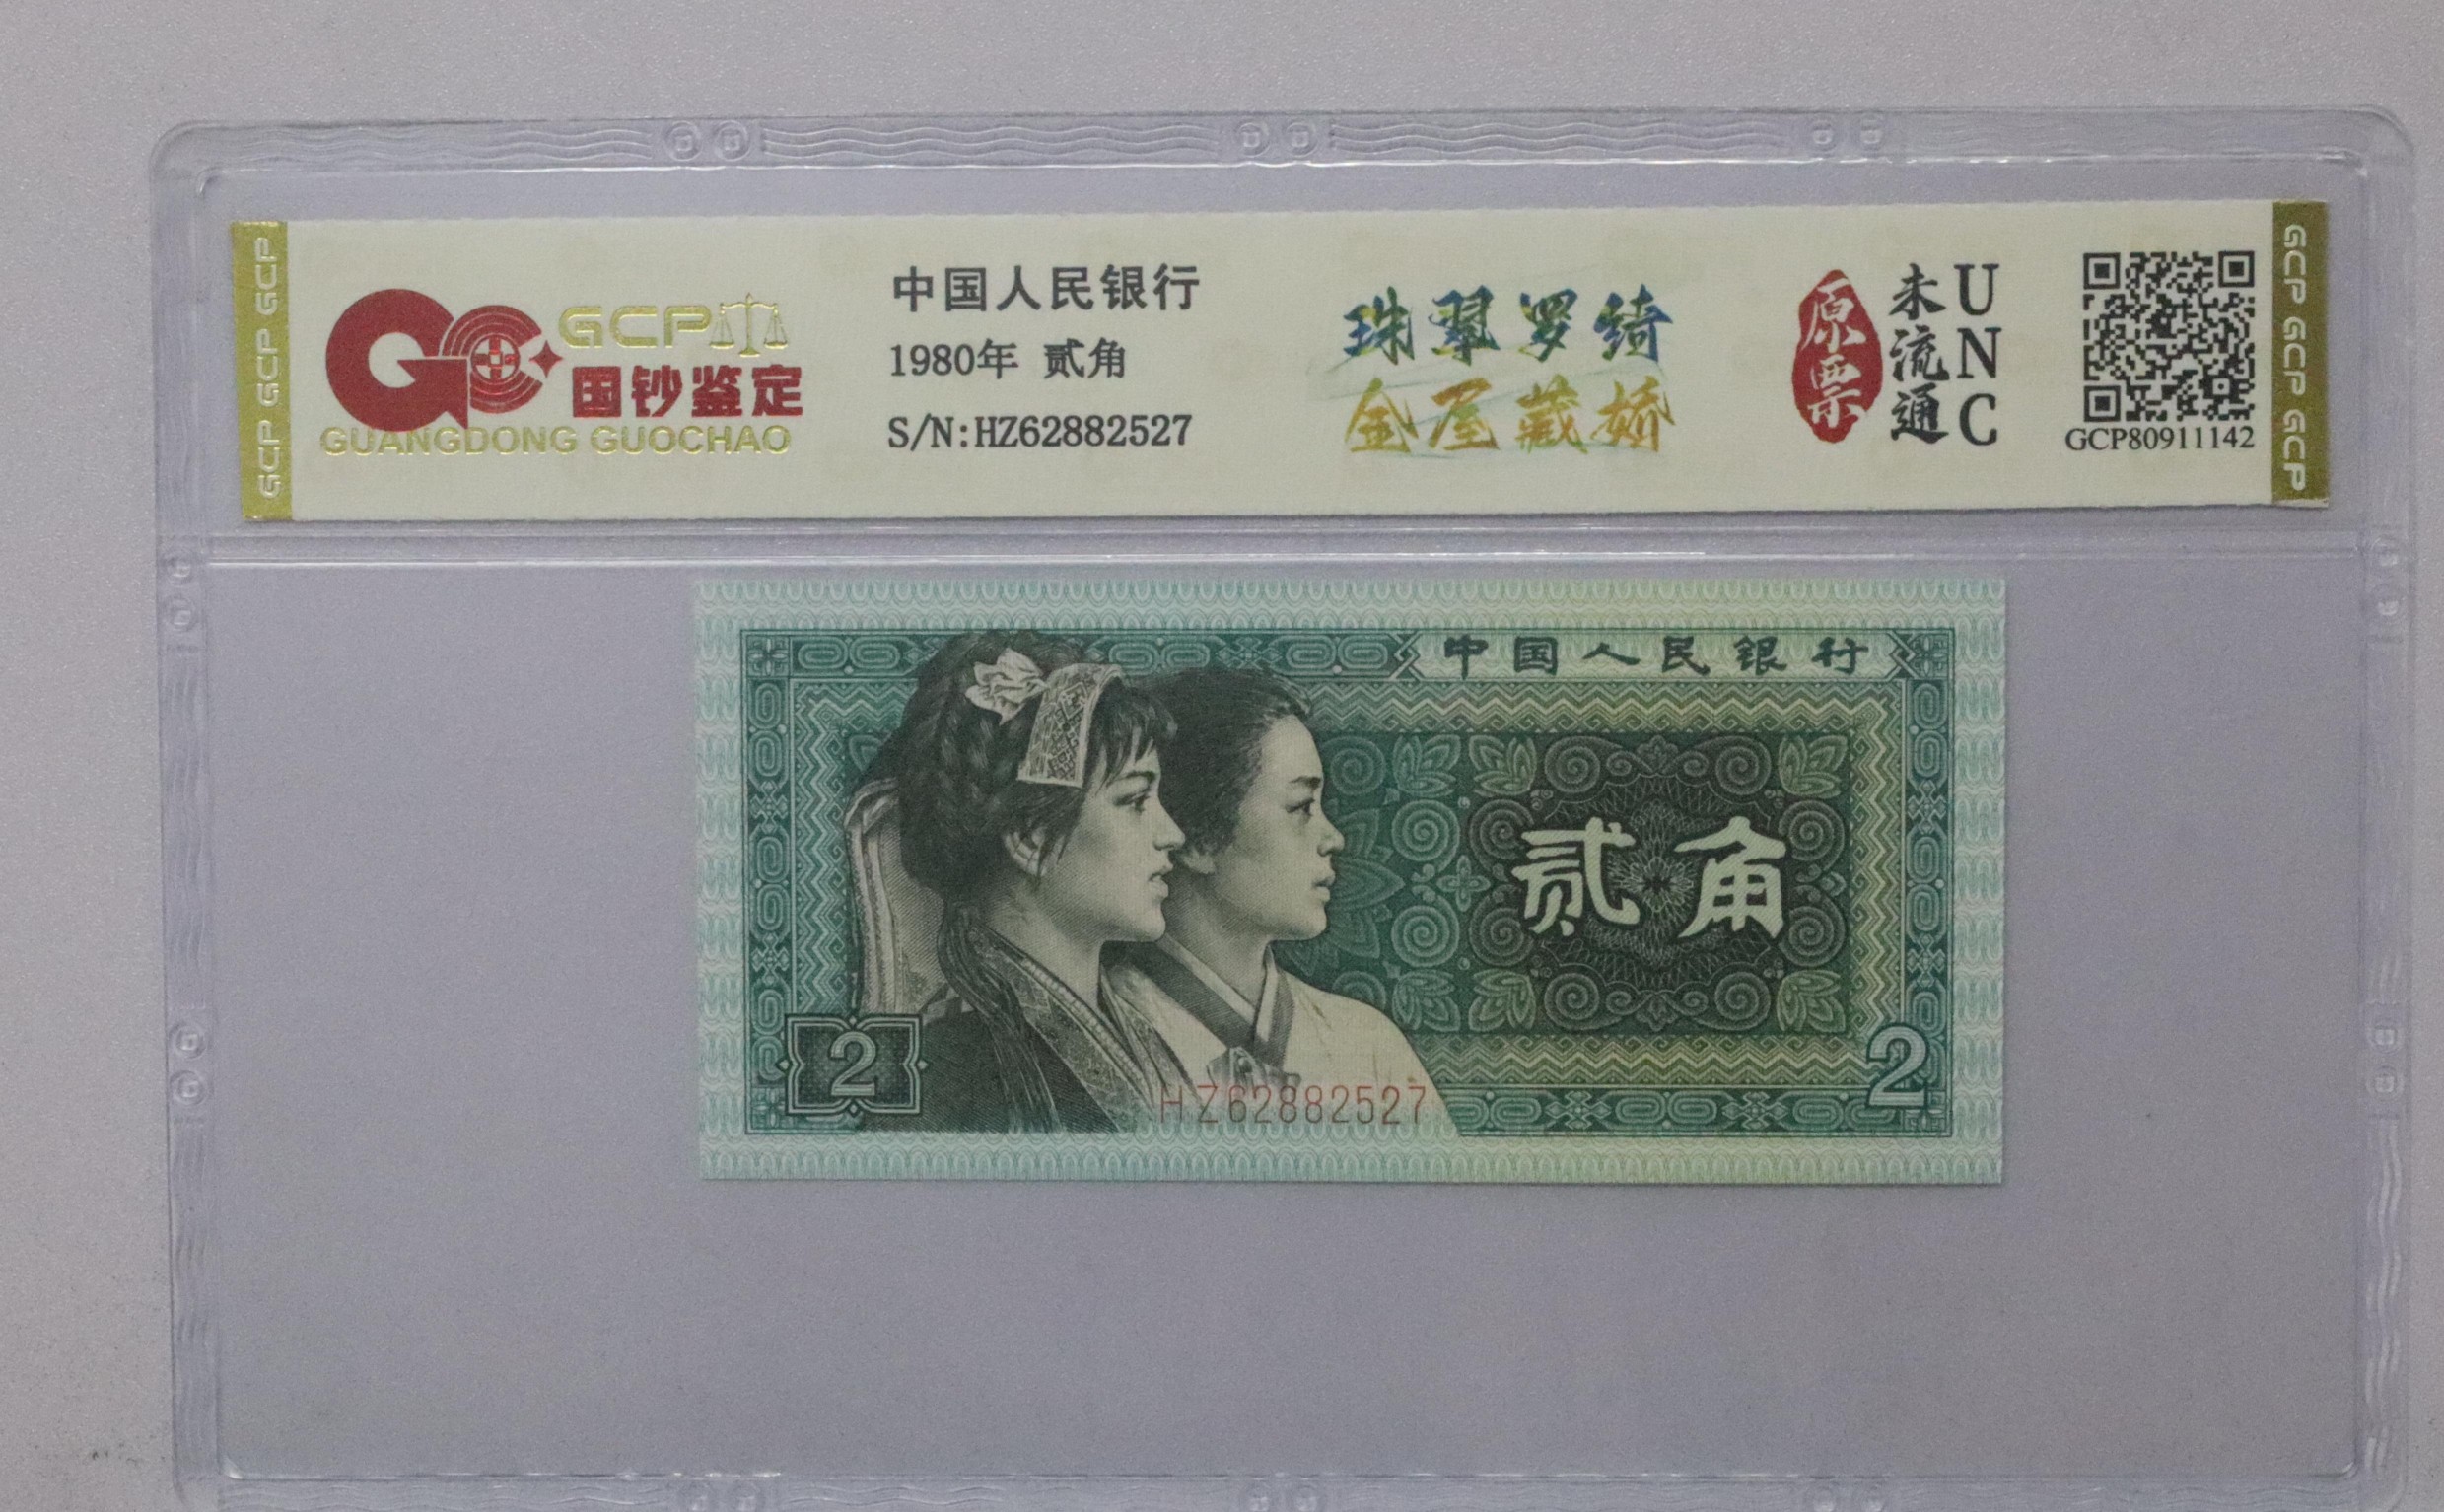 GCP GCP GCP
GCP
国钞鉴定
GUANGDONG GUOCHAO
中国人民银行
1980年 贰角
S/N:HZ62882527
珠翠罗绮
金屋藏娇
原票
未流通
UNC
GCP80911142
GCP GCP GCP
中国人民银行
贰角
2
HZ62882527
2